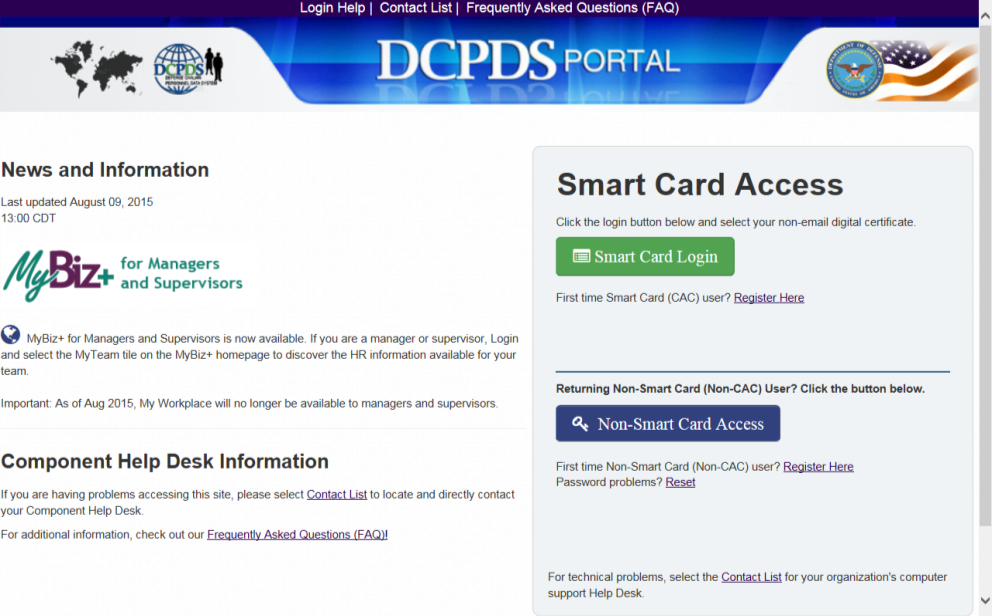 Login Help | Contact List | Frequently Asked Questions (FAQ)
DCPDS
DCPDS PORTAL
News and Information
Last updated August 09, 2015
13:00 CDT
MyBiz+ for Managers
and Supervisors
MyBiz+ for Managers and Supervisors is now available. If you are a manager or supervisor, Login
and select the MyTeam tile on the MyBiz+ homepage to discover the HR information available for your
team.
Important: As of Aug 2015, My Workplace will no longer be available to managers and supervisors.
Component Help Desk Information
If you are having problems accessing this site, please select Contact List to locate and directly contact
your Component Help Desk.
For additional information, check out our Frequently Asked Questions (FAQ)!
Smart Card Access
Click the login button below and select your non-email digital certificate.
Smart Card Login
First time Smart Card (CAC) user? Register Here
Returning Non-Smart Card (Non-CAC) User? Click the button below.
Non-Smart Card Access
First time Non-Smart Card (Non-CAC) user? Register Here
Password problems? Reset
For technical problems, select the Contact List for your organization's computer
support Help Desk.